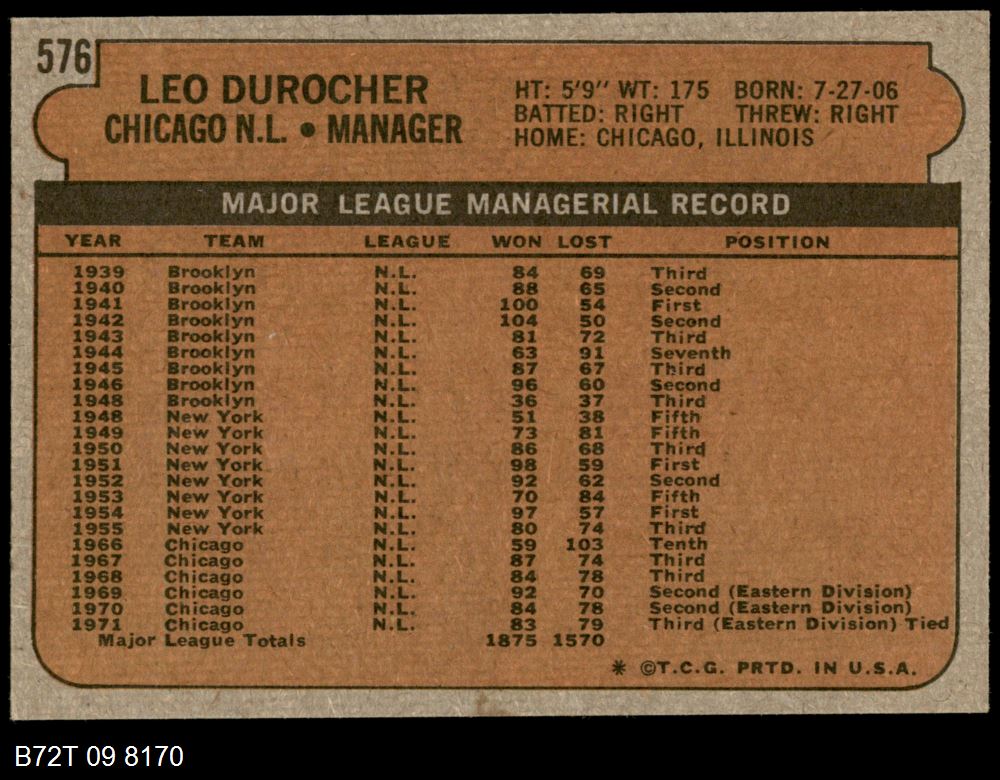 576
LEO DUROCHER
CHICAGO N.L. • MANAGER
HT: 5'9" WT: 175 BORN: 7-27-06
BATTED: RIGHT THREW: RIGHT
HOME: CHICAGO, ILLINOIS
MAJOR LEAGUE MANAGERIAL RECORD
YEAR TEAM LEAGUE WON LOST POSITION
1939 Brooklyn N.L. 84 69 Third
1940 Brooklyn N.L. 88 65 Second
1941 Brooklyn N.L. 100 54 First
1942 Brooklyn N.L. 104 50 Second
1943 Brooklyn N.L. 81 72 Third
1944 Brooklyn N.L. 63 91 Seventh
1945 Brooklyn N.L. 87 67 Third
1946 Brooklyn N.L. 96 60 Second
1948 Brooklyn N.L. 36 37 Third
1948 New York N.L. 51 38 Fifth
1949 New York N.L. 73 81 Fifth
1950 New York N.L. 86 68 Third
1951 New York N.L. 98 59 First
1952 New York N.L. 92 62 Second
1953 New York N.L. 70 84 Fifth
1954 New York N.L. 97 57 First
1955 New York N.L. 80 74 Third
1966 Chicago N.L. 59 103 Tenth
1967 Chicago N.L. 87 74 Third
1968 Chicago N.L. 84 78 Third
1969 Chicago N.L. 92 70 Second (Eastern Division)
1970 Chicago N.L. 84 78 Second (Eastern Division)
1971 Chicago N.L. 83 79 Third (Eastern Division) Tied
Major League Totals 1875 1570
* ©T.C.G. PRTD. IN U.S.A.
B72T 09 8170